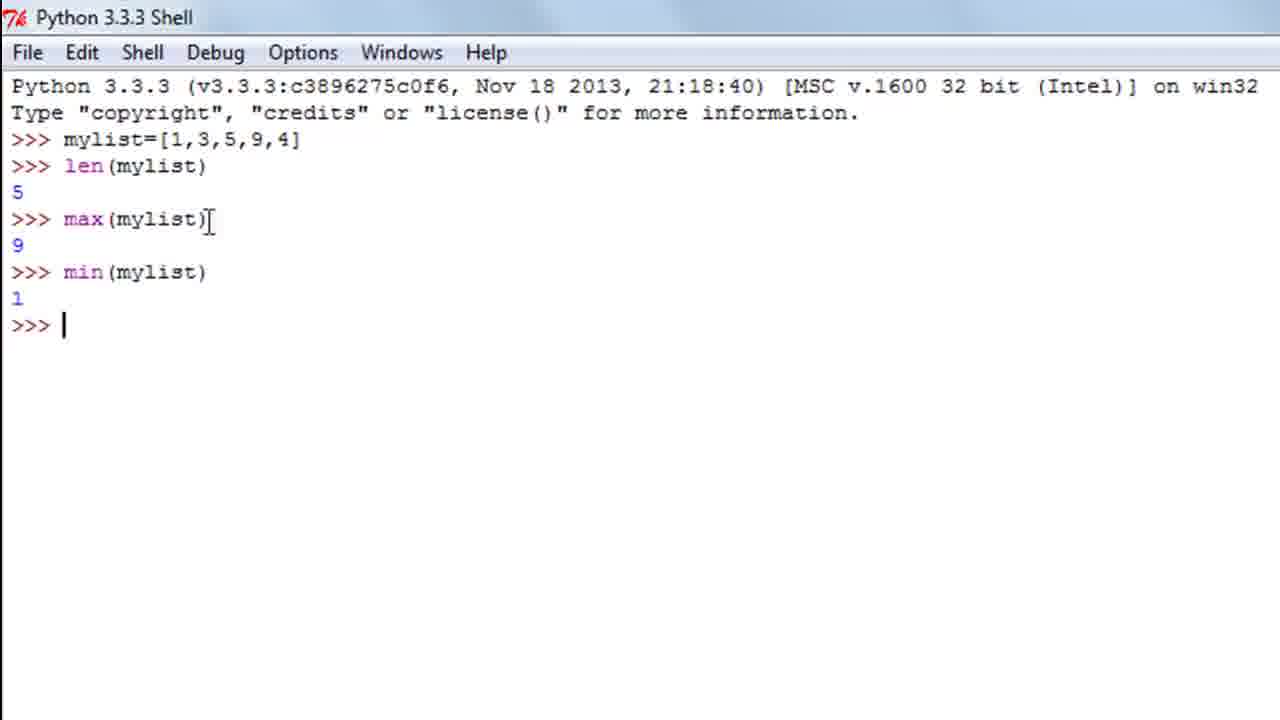 Python 3.3.3 Shell
File Edit Shell Debug Options Windows Help
Python 3.3.3 (v3.3.3:c3896275c0f6, Nov 18 2013, 21:18:40) [MSC v.1600 32 bit (Intel)] on win32
Type "copyright", "credits" or "license()" for more information.
>>> mylist=[1,3,5,9,4]
>>> len(mylist)
5
>>> max(mylist)
9
>>> min(mylist)
1
>>>